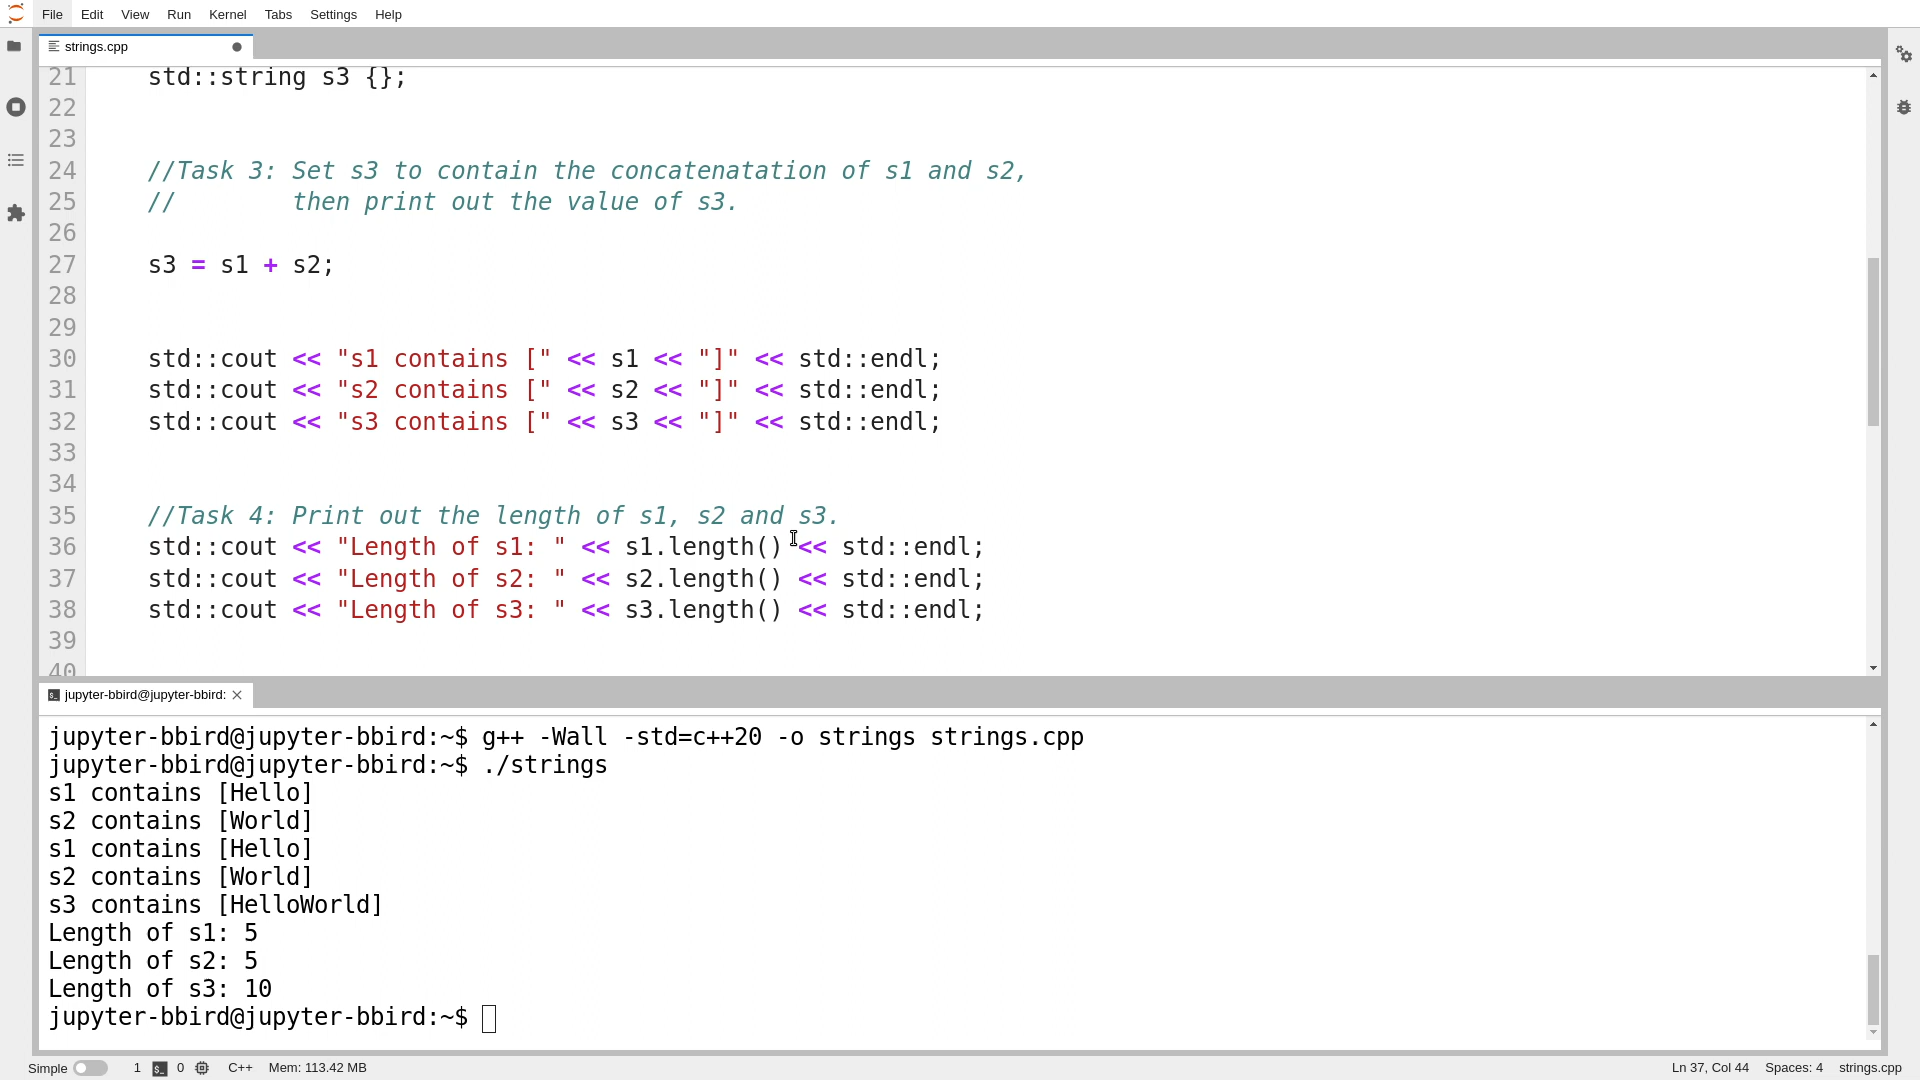 File Edit View Run Kernel Tabs Settings Help
strings.cpp
21 std::string s3 {};
22
23
24 //Task 3: Set s3 to contain the concatenatation of s1 and s2,
25 // then print out the value of s3.
26
27 s3 = s1 + s2;
28
29
30 std::cout << "s1 contains [" << s1 << "]" << std::endl;
31 std::cout << "s2 contains [" << s2 << "]" << std::endl;
32 std::cout << "s3 contains [" << s3 << "]" << std::endl;
33
34
35 //Task 4: Print out the length of s1, s2 and s3.
36 std::cout << "Length of s1: " << s1.length() << std::endl;
37 std::cout << "Length of s2: " << s2.length() << std::endl;
38 std::cout << "Length of s3: " << s3.length() << std::endl;
39
40
jupyter-bbird@jupyter-bbird:
jupyter-bbird@jupyter-bbird:~$ g++ -Wall -std=c++20 -o strings strings.cpp
jupyter-bbird@jupyter-bbird:~$ ./strings
s1 contains [Hello]
s2 contains [World]
s1 contains [Hello]
s2 contains [World]
s3 contains [HelloWorld]
Length of s1: 5
Length of s2: 5
Length of s3: 10
jupyter-bbird@jupyter-bbird:~$
Simple 1 $_ 0 C++ Mem: 113.42 MB Ln 37, Col 44 Spaces: 4 strings.cpp